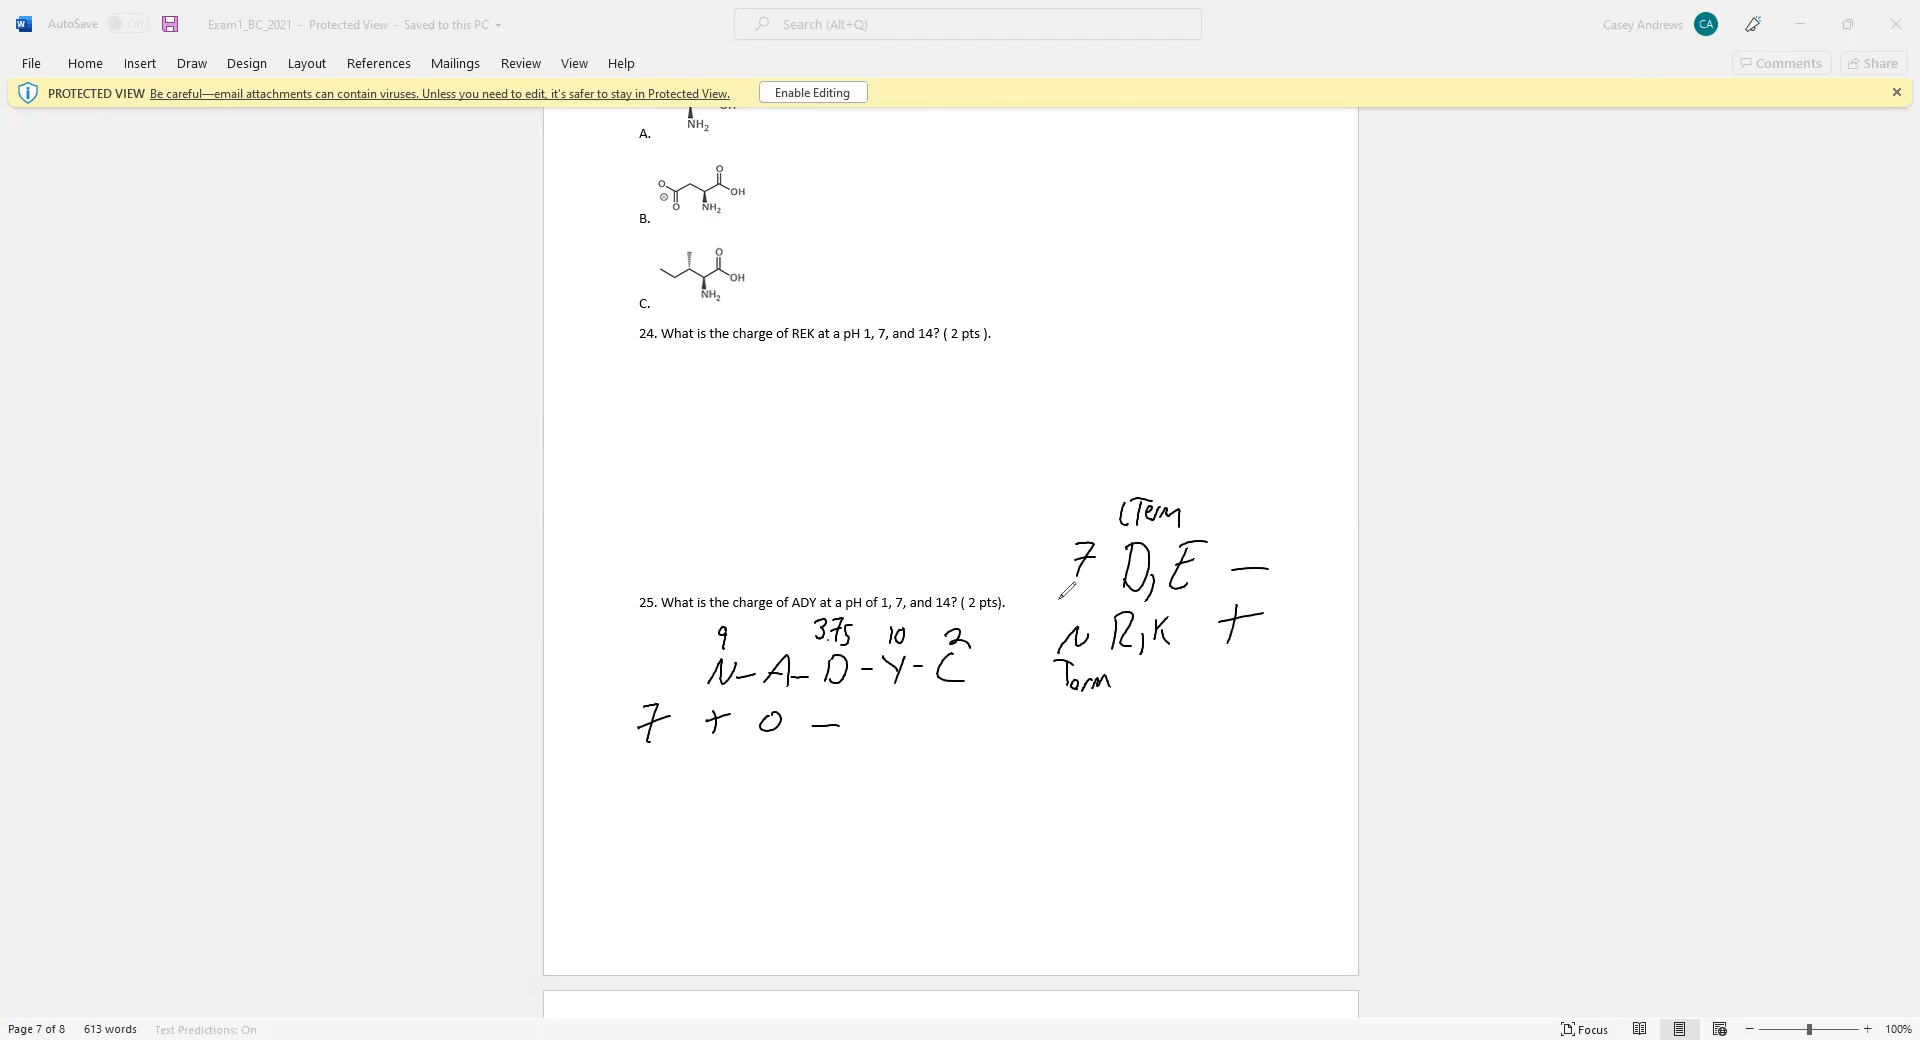 AutoSave Off Exam1_BC_2021 - Protected View - Saved to this PC Search (Alt+Q) Casey Andrews CA
File Home Insert Draw Design Layout References Mailings Review View Help Comments Share
PROTECTED VIEW Be careful—email attachments can contain viruses. Unless you need to edit, it's safer to stay in Protected View. Enable Editing
NH2
A.
O O OH
⊖ O NH2
B.
O
OH
NH2
C.
24. What is the charge of REK at a pH 1, 7, and 14? ( 2 pts ).
CTerm
7 D, E —
25. What is the charge of ADY at a pH of 1, 7, and 14? ( 2 pts).
N R, K +
Term
9 3.75 10 2
N - A - D - Y - C
7 + 0 —
Page 7 of 8 613 words Text Predictions: On Focus 100%